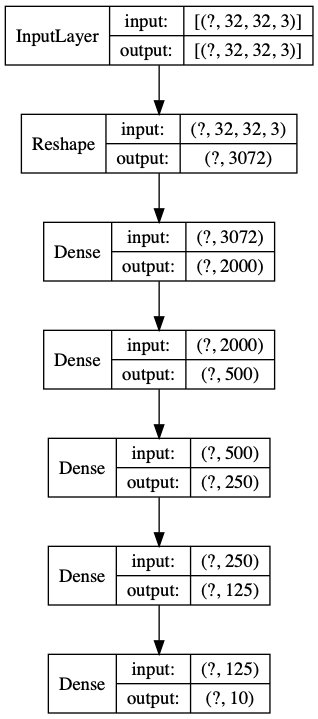 InputLayer
input: [(?, 32, 32, 3)]
output: [(?, 32, 32, 3)]
Reshape
input: (?, 32, 32, 3)
output: (?, 3072)
Dense
input: (?, 3072)
output: (?, 2000)
Dense
input: (?, 2000)
output: (?, 500)
Dense
input: (?, 500)
output: (?, 250)
Dense
input: (?, 250)
output: (?, 125)
Dense
input: (?, 125)
output: (?, 10)